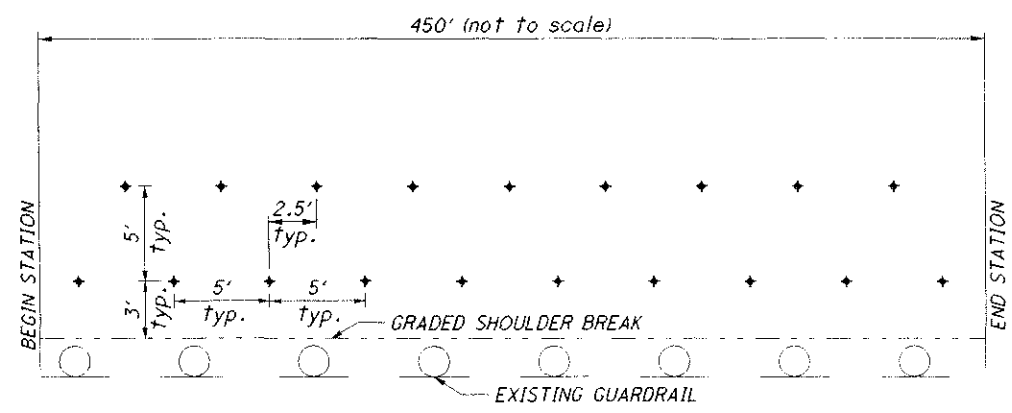 450' (not to scale)
2.5'
typ.
5'
typ.
5'
typ.
5'
typ.
3'
typ.
BEGIN STATION
END STATION
GRADED SHOULDER BREAK
EXISTING GUARDRAIL